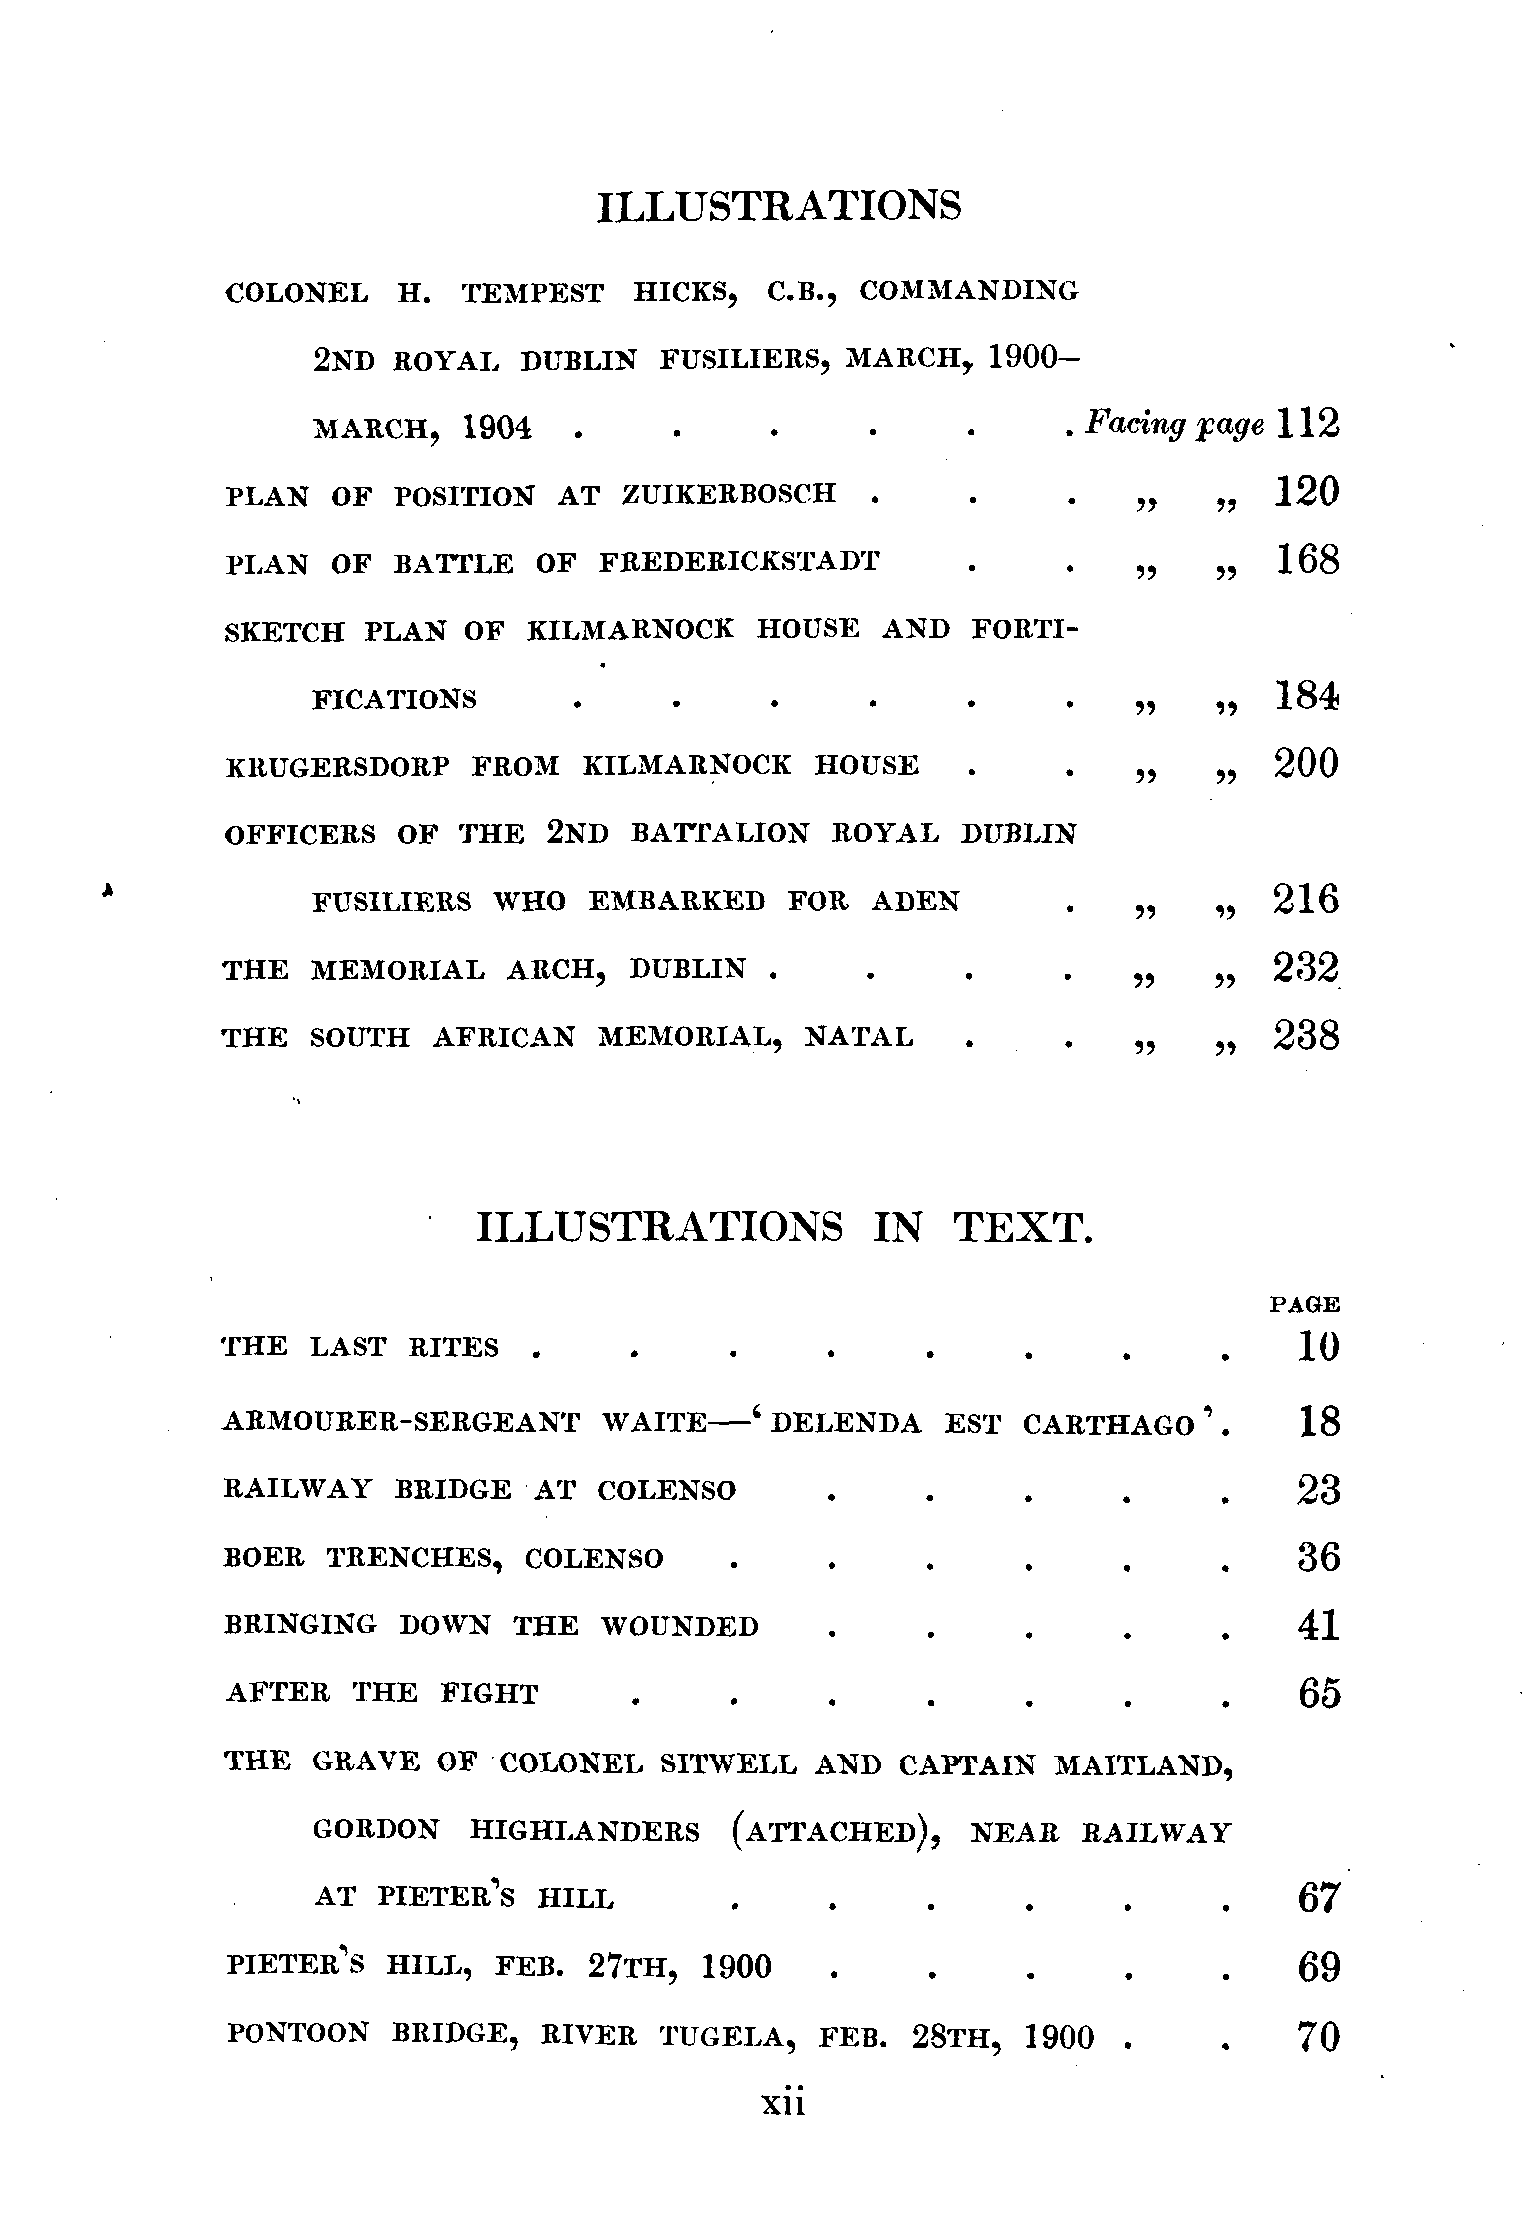 ILLUSTRATIONS
COLONEL H. TEMPEST HICKS, C.B., COMMANDING
2ND ROYAL DUBLIN FUSILIERS, MARCH, 1900–
MARCH, 1904 . . . . . . Facing page 112
PLAN OF POSITION AT ZUIKERBOSCH . . . „ „ 120
PLAN OF BATTLE OF FREDERICKSTADT . . „ „ 168
SKETCH PLAN OF KILMARNOCK HOUSE AND FORTI-
FICATIONS . . . . . . „ „ 184
KRUGERSDORP FROM KILMARNOCK HOUSE . . „ „ 200
OFFICERS OF THE 2ND BATTALION ROYAL DUBLIN
FUSILIERS WHO EMBARKED FOR ADEN . „ „ 216
THE MEMORIAL ARCH, DUBLIN . . . . „ „ 232
THE SOUTH AFRICAN MEMORIAL, NATAL . . „ „ 238
ILLUSTRATIONS IN TEXT.
PAGE
THE LAST RITES . . . . . . . . 10
ARMOURER-SERGEANT WAITE—‘DELENDA EST CARTHAGO’. 18
RAILWAY BRIDGE AT COLENSO . . . . . 23
BOER TRENCHES, COLENSO . . . . . . 36
BRINGING DOWN THE WOUNDED . . . . . 41
AFTER THE FIGHT . . . . . . . 65
THE GRAVE OF COLONEL SITWELL AND CAPTAIN MAITLAND,
GORDON HIGHLANDERS (ATTACHED), NEAR RAILWAY
AT PIETER'S HILL . . . . . . 67
PIETER'S HILL, FEB. 27TH, 1900 . . . . . 69
PONTOON BRIDGE, RIVER TUGELA, FEB. 28TH, 1900 . . 70
xii